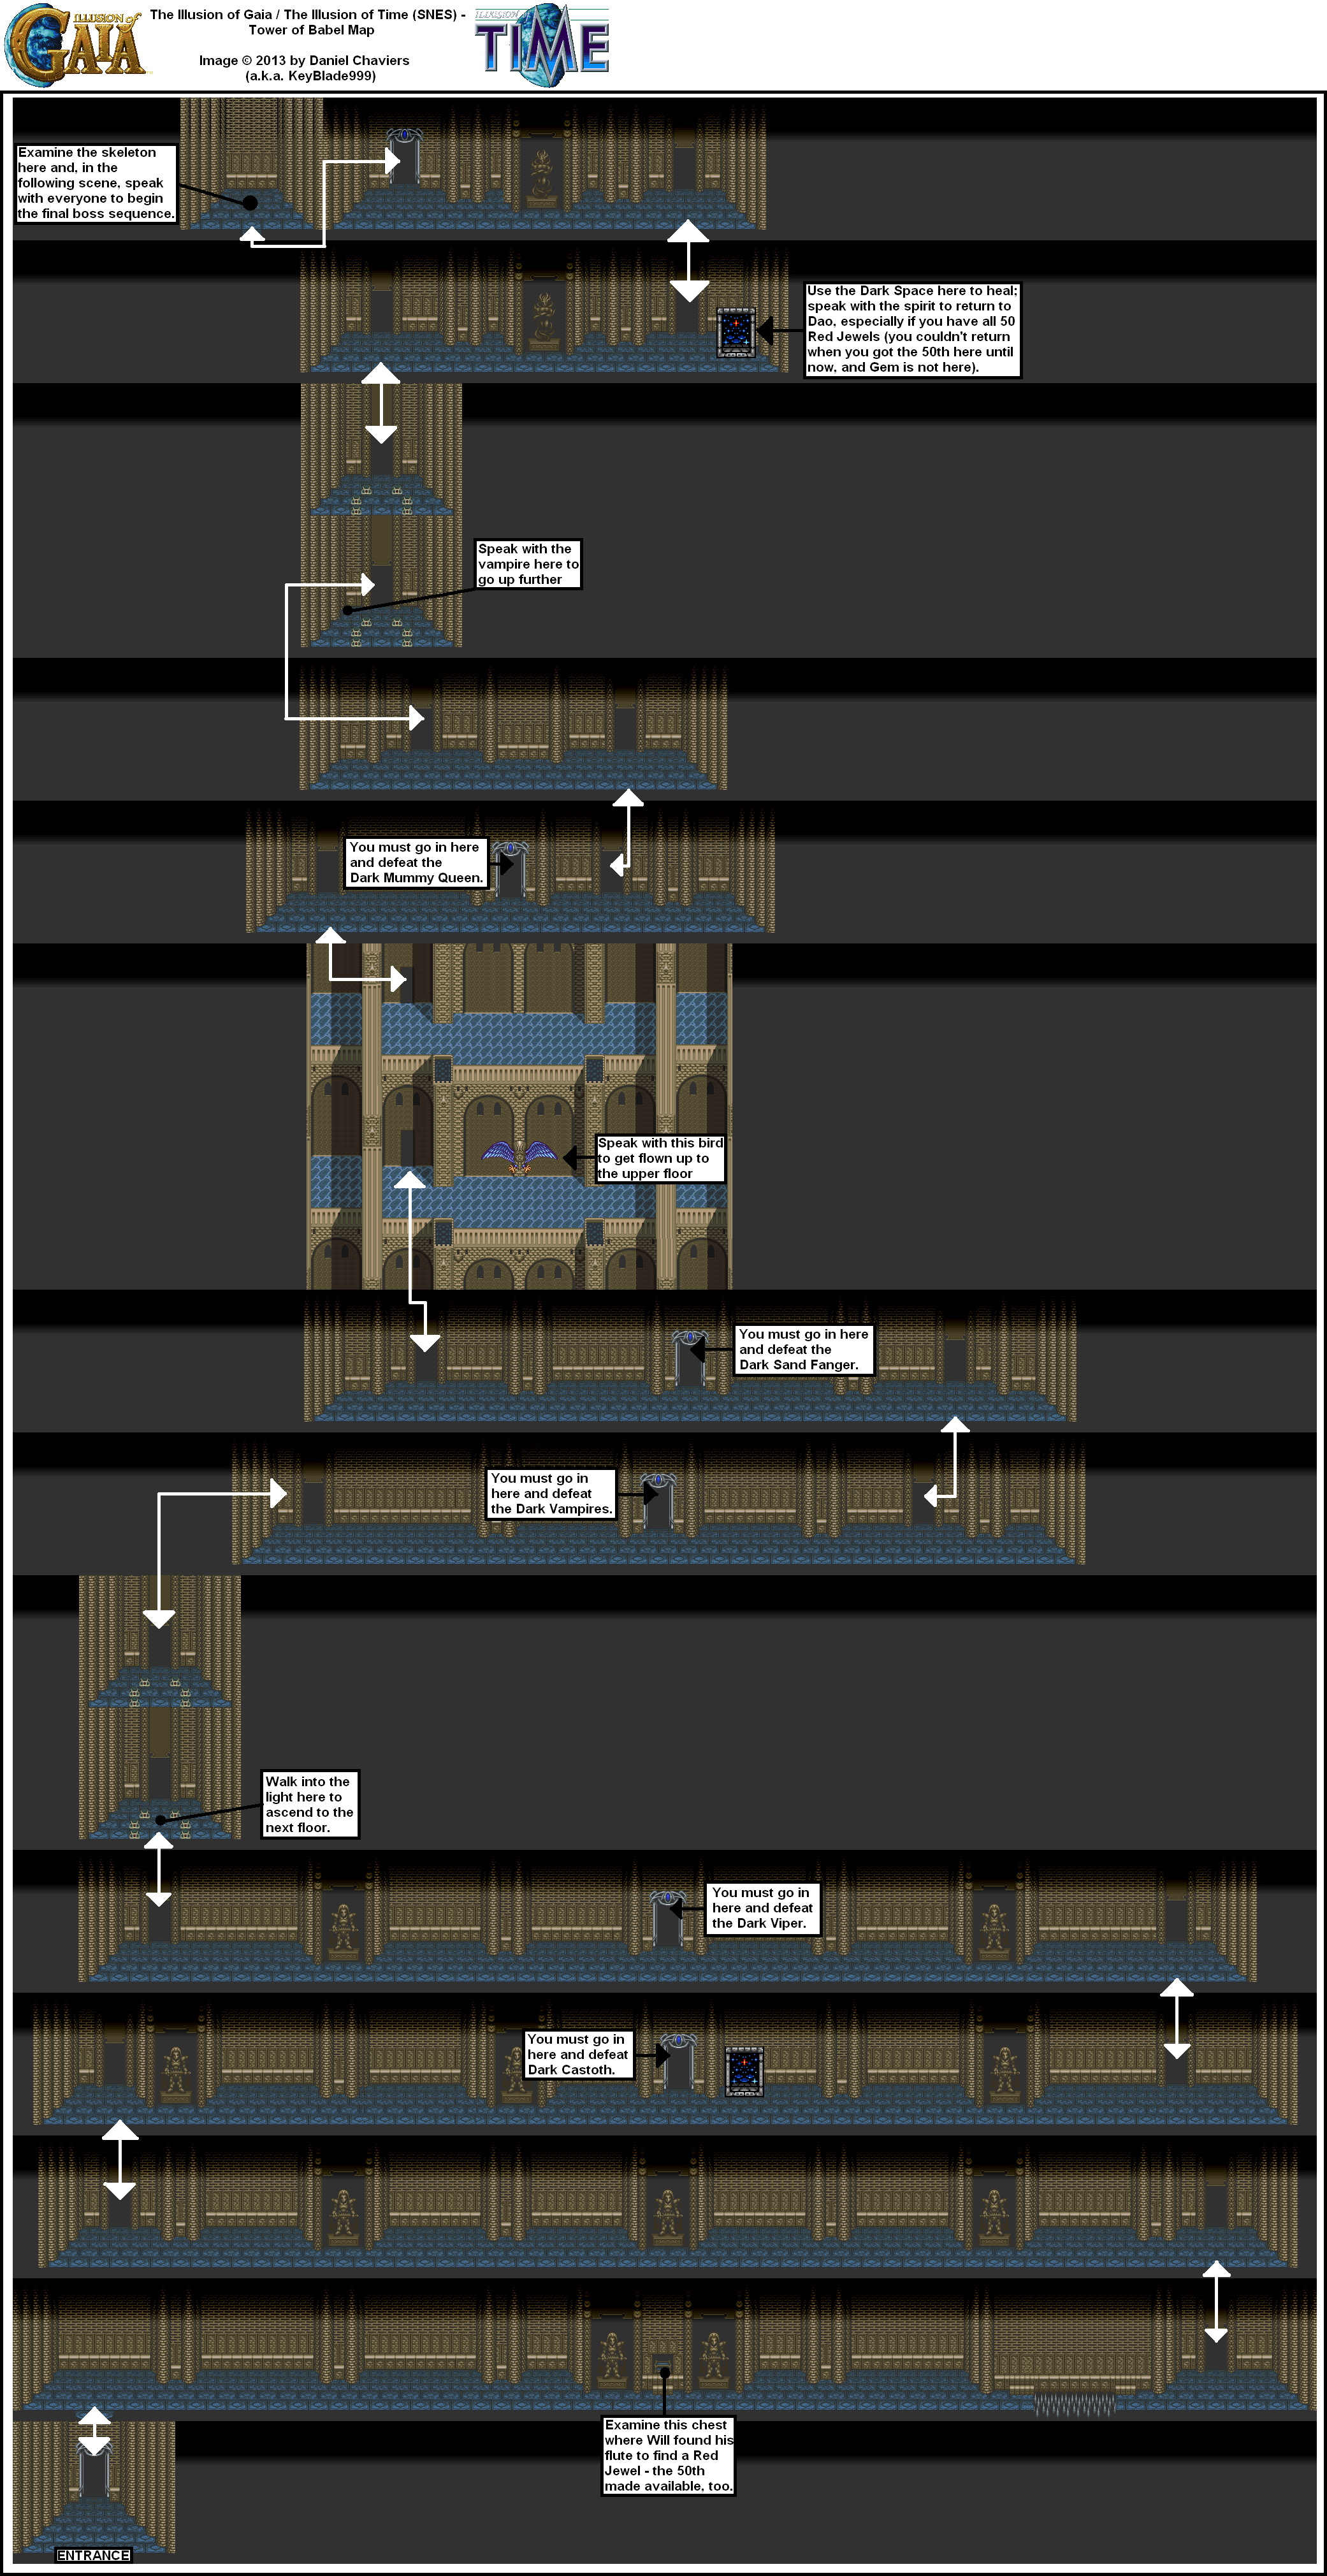 ILLUSION of
GAIA
The Illusion of Gaia / The Illusion of Time (SNES) -
Tower of Babel Map
Image © 2013 by Daniel Chaviers
(a.k.a. KeyBlade999)
ILLUSION of
TIME
Examine the skeleton
here and, in the
following scene, speak
with everyone to begin
the final boss sequence.
Use the Dark Space here to heal;
speak with the spirit to return to
Dao, especially if you have all 50
Red Jewels (you couldn't return
when you got the 50th here until
now, and Gem is not here).
Speak with the
vampire here to
go up further
You must go in here
and defeat the
Dark Mummy Queen.
Speak with this bird
to get flown up to
the upper floor
You must go in here
and defeat the
Dark Sand Fanger.
You must go in
here and defeat
the Dark Vampires.
Walk into the
light here to
ascend to the
next floor.
You must go in
here and defeat
the Dark Viper.
You must go in
here and defeat
Dark Castoth.
Examine this chest
where Will found his
flute to find a Red
Jewel - the 50th
made available, too.
ENTRANCE